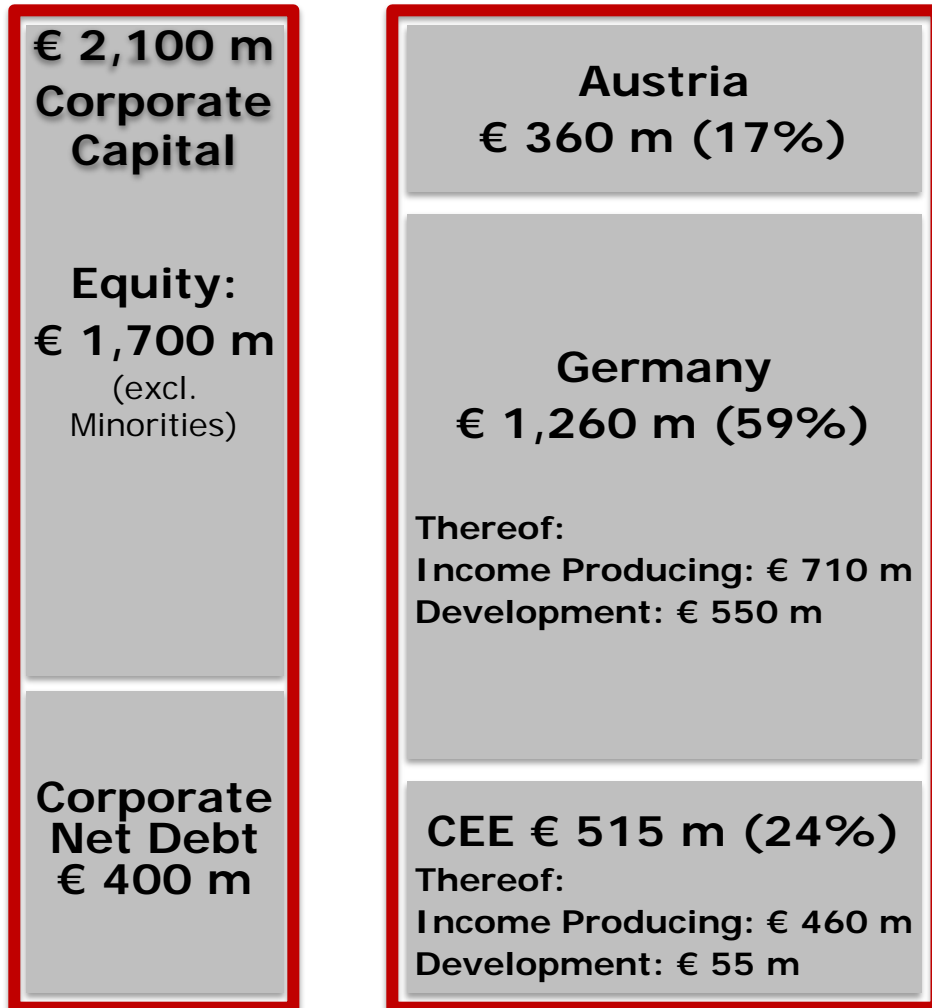 € 2,100 m
Corporate
Capital
Equity:
€ 1,700 m
(excl.
Minorities)
Corporate
Net Debt
€ 400 m
Austria
€ 360 m (17%)
Germany
€ 1,260 m (59%)
Thereof:
Income Producing: € 710 m
Development: € 550 m
CEE € 515 m (24%)
Thereof:
Income Producing: € 460 m
Development: € 55 m